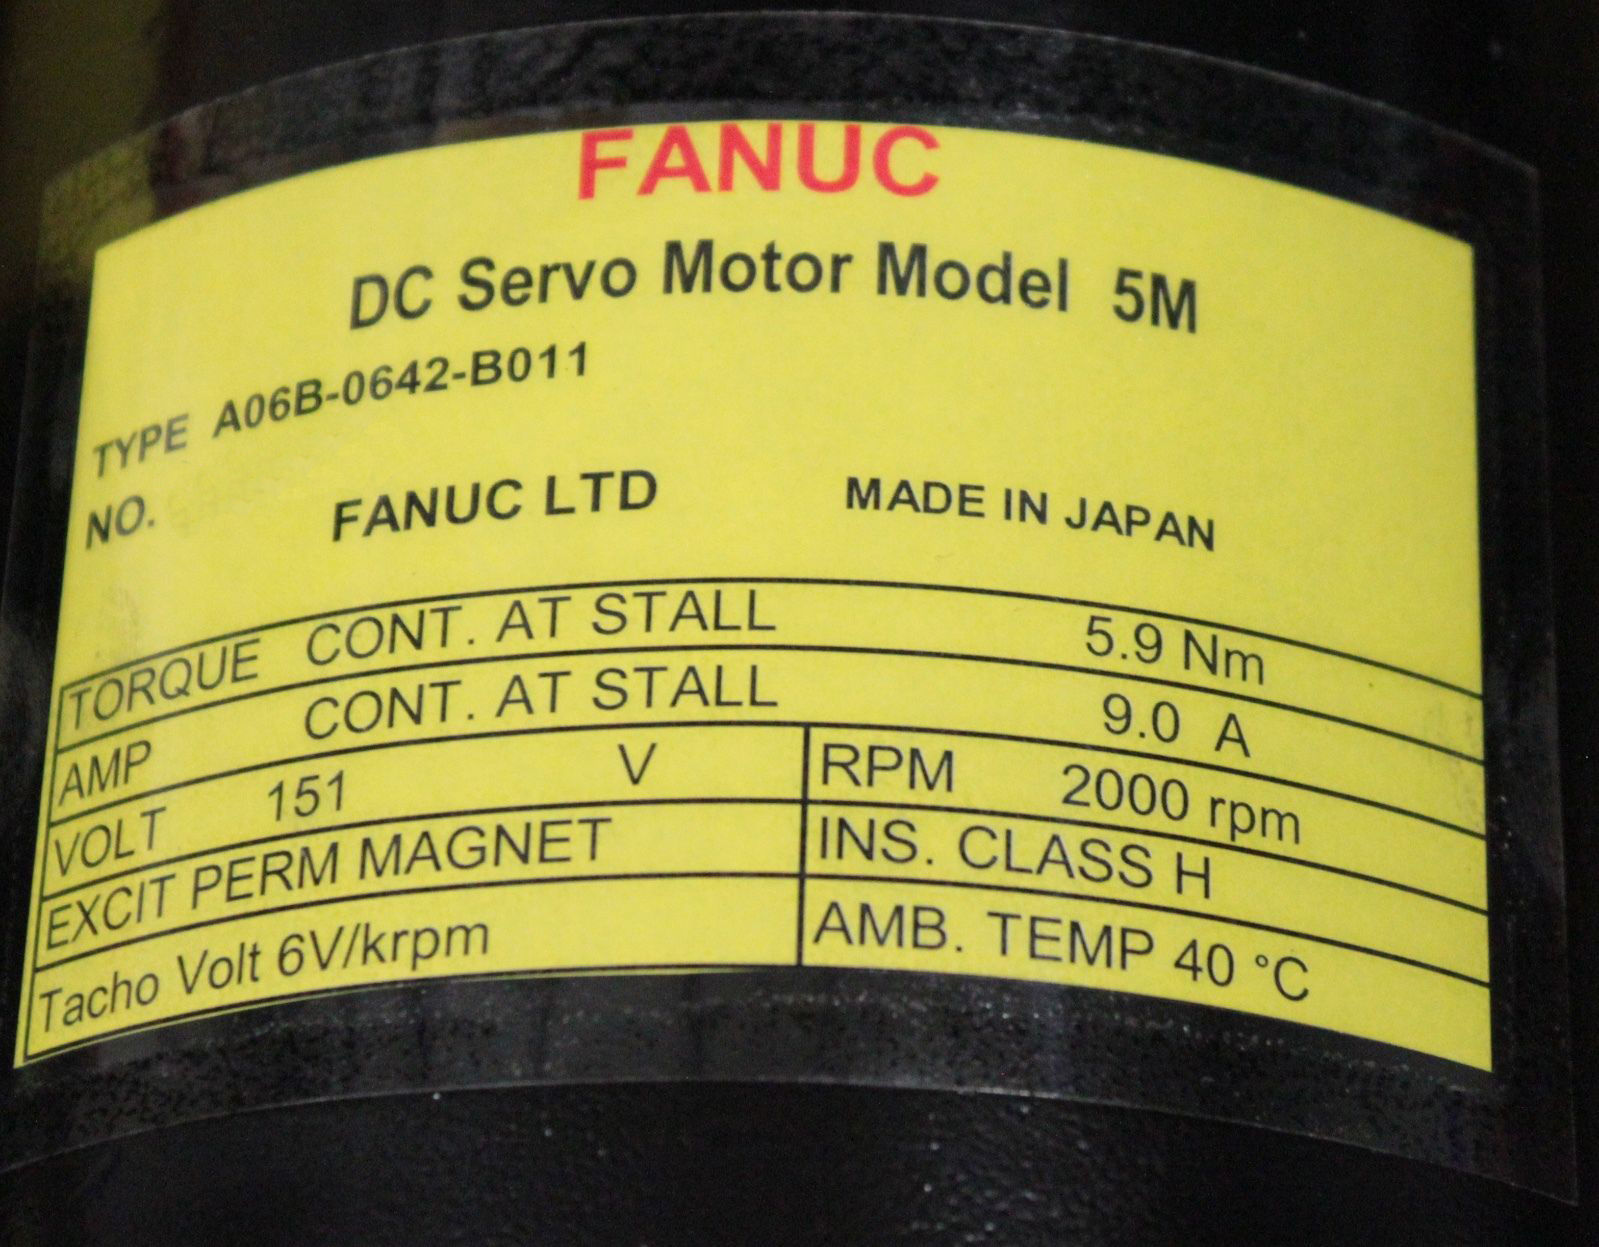 FANUC
DC Servo Motor Model 5M
TYPE A06B-0642-B011
NO.
FANUC LTD MADE IN JAPAN
TORQUE CONT. AT STALL 5.9 Nm
AMP CONT. AT STALL 9.0 A
VOLT 151 V RPM 2000 rpm
EXCIT PERM MAGNET INS. CLASS H
Tacho Volt 6V/krpm AMB. TEMP 40 °C